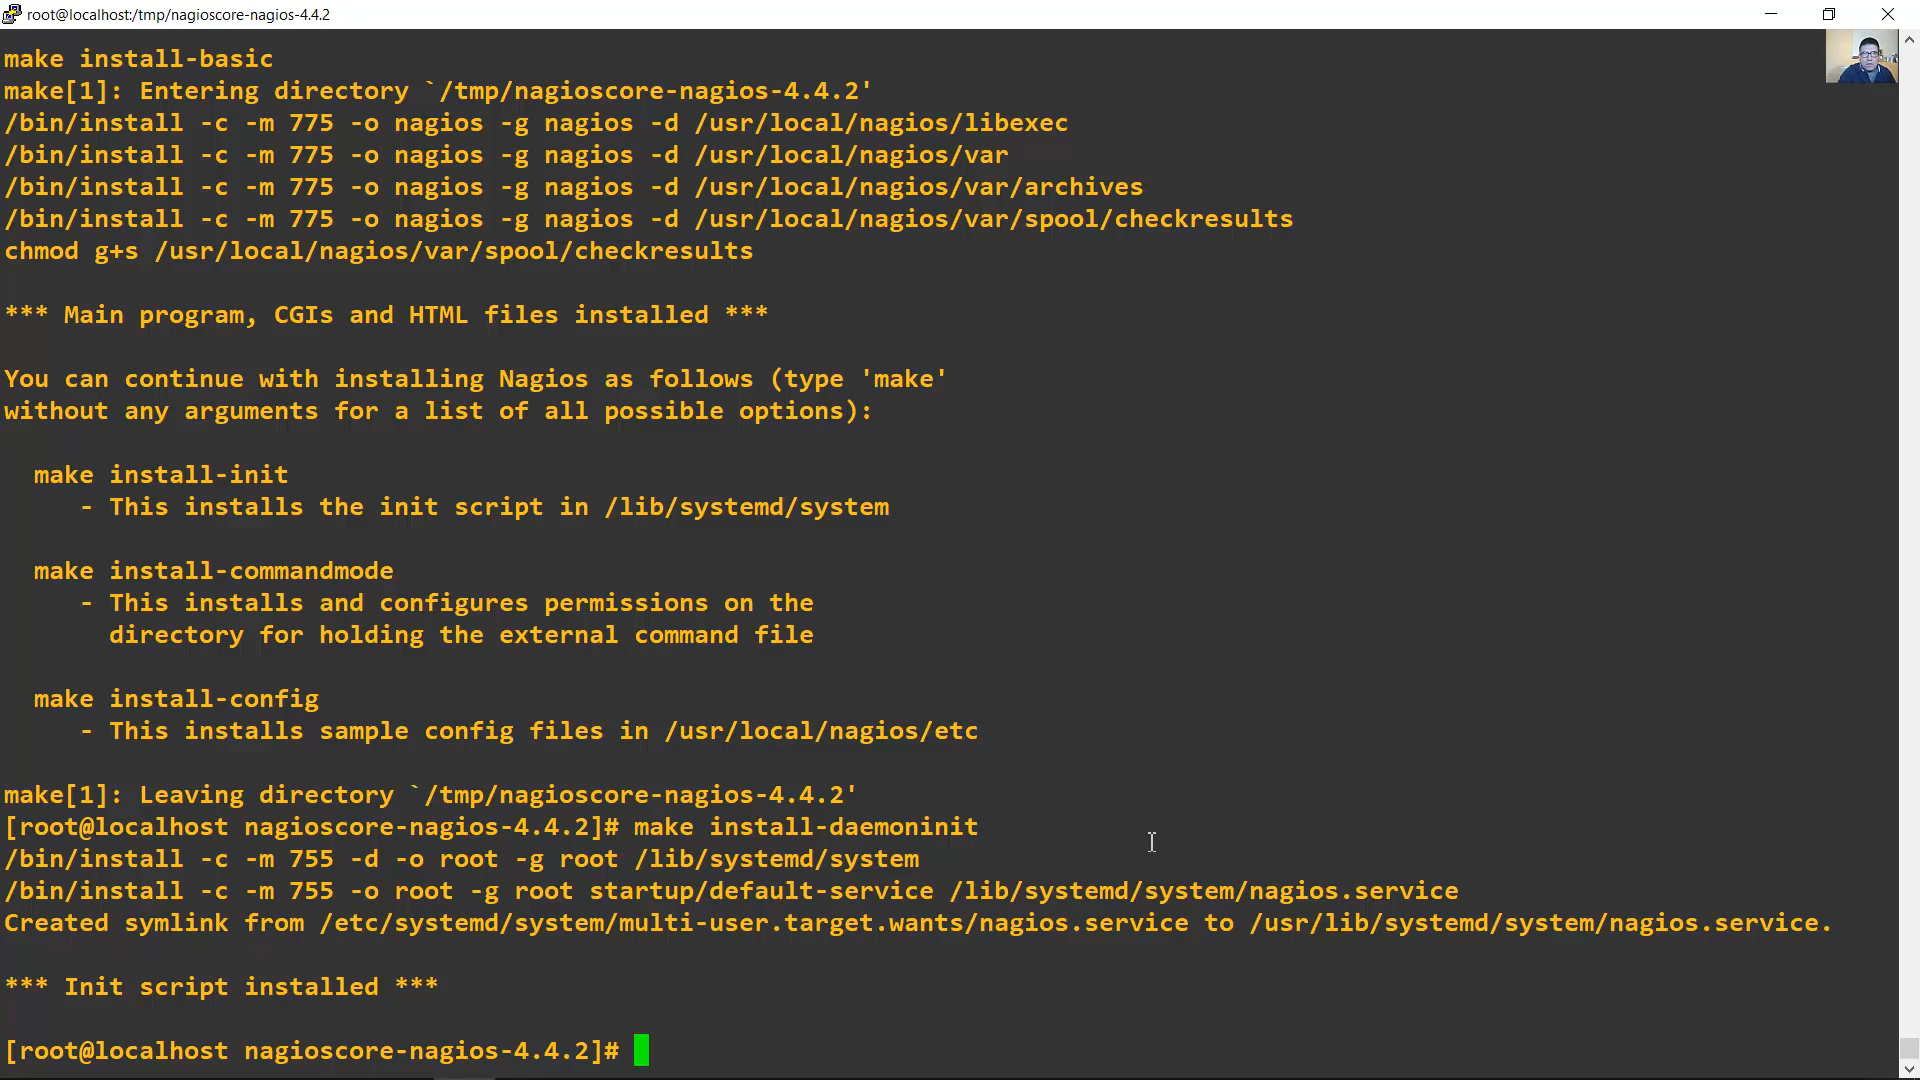 root@localhost:/tmp/nagioscore-nagios-4.4.2
make install-basic
make[1]: Entering directory `/tmp/nagioscore-nagios-4.4.2'
/bin/install -c -m 775 -o nagios -g nagios -d /usr/local/nagios/libexec
/bin/install -c -m 775 -o nagios -g nagios -d /usr/local/nagios/var
/bin/install -c -m 775 -o nagios -g nagios -d /usr/local/nagios/var/archives
/bin/install -c -m 775 -o nagios -g nagios -d /usr/local/nagios/var/spool/checkresults
chmod g+s /usr/local/nagios/var/spool/checkresults
*** Main program, CGIs and HTML files installed ***
You can continue with installing Nagios as follows (type 'make'
without any arguments for a list of all possible options):
make install-init
- This installs the init script in /lib/systemd/system
make install-commandmode
- This installs and configures permissions on the
directory for holding the external command file
make install-config
- This installs sample config files in /usr/local/nagios/etc
make[1]: Leaving directory `/tmp/nagioscore-nagios-4.4.2'
[root@localhost nagioscore-nagios-4.4.2]# make install-daemoninit
/bin/install -c -m 755 -d -o root -g root /lib/systemd/system
/bin/install -c -m 755 -o root -g root startup/default-service /lib/systemd/system/nagios.service
Created symlink from /etc/systemd/system/multi-user.target.wants/nagios.service to /usr/lib/systemd/system/nagios.service.
*** Init script installed ***
[root@localhost nagioscore-nagios-4.4.2]#